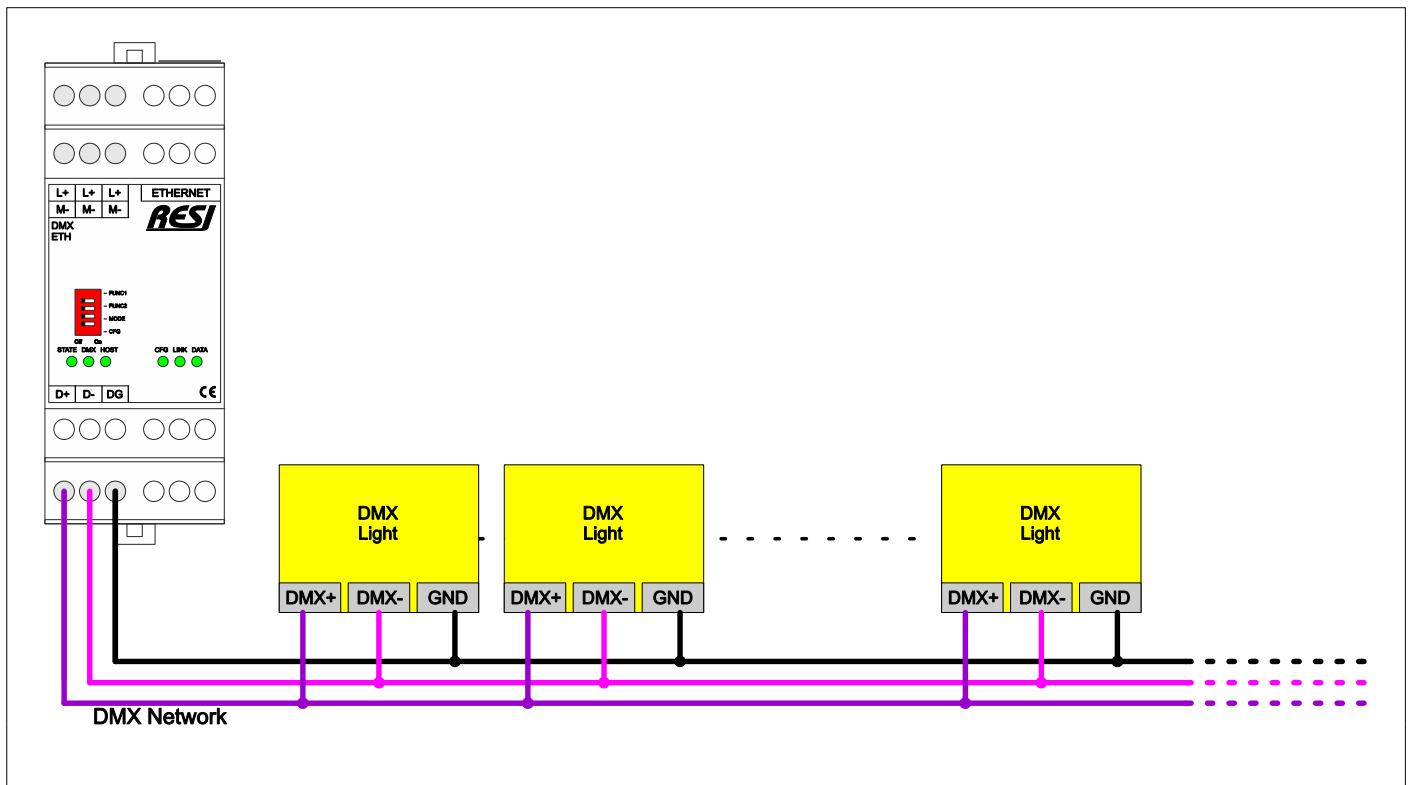 L+ L+ L+ ETHERNET
M- M- M- RESI
DMX
ETH
FUNC1
FUNC2
MODE
CFG
Off On
STATE DMX HOST CFG LINK DATA
D+ D- DG CE
DMX
Light
DMX
Light
DMX
Light
DMX+ DMX- GND DMX+ DMX- GND DMX+ DMX- GND
DMX Network